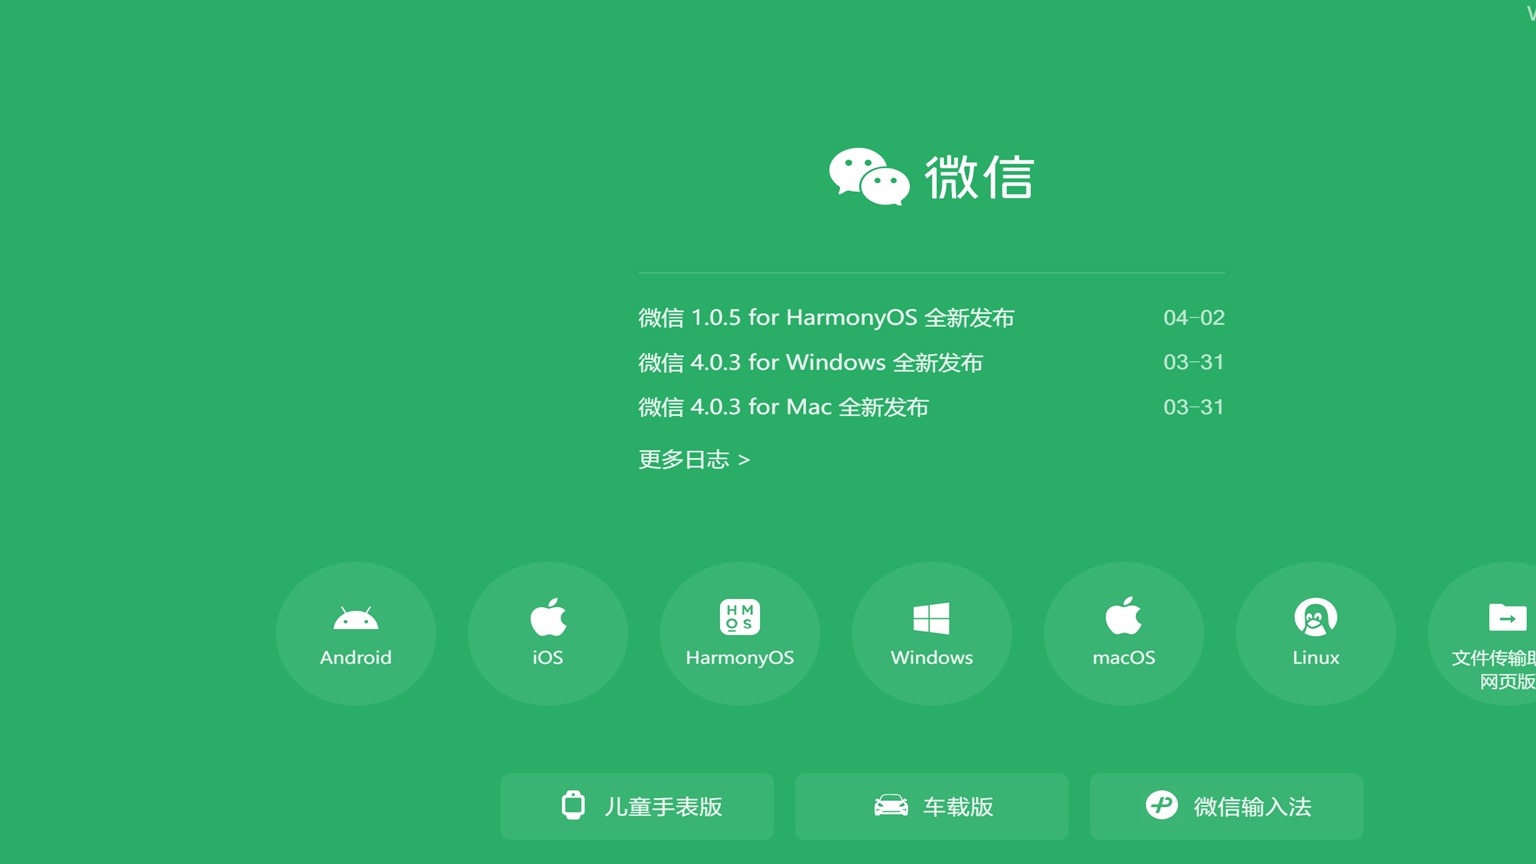 微信
微信 1.0.5 for HarmonyOS 全新发布 04-02
微信 4.0.3 for Windows 全新发布 03-31
微信 4.0.3 for Mac 全新发布 03-31
更多日志 >
HM
OS
Android
iOS
HarmonyOS
Windows
macOS
Linux
文件传输
网页版
儿童手表版
车载版
微信输入法